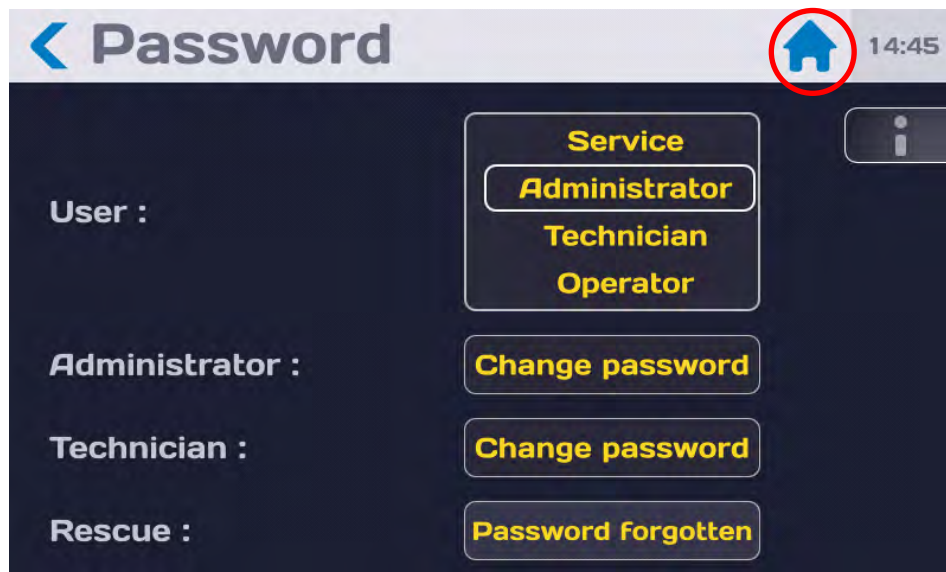 Password
14:45
Service
Administrator
User :
Technician
Operator
Administrator :
Change password
Technician :
Change password
Rescue :
Password forgotten